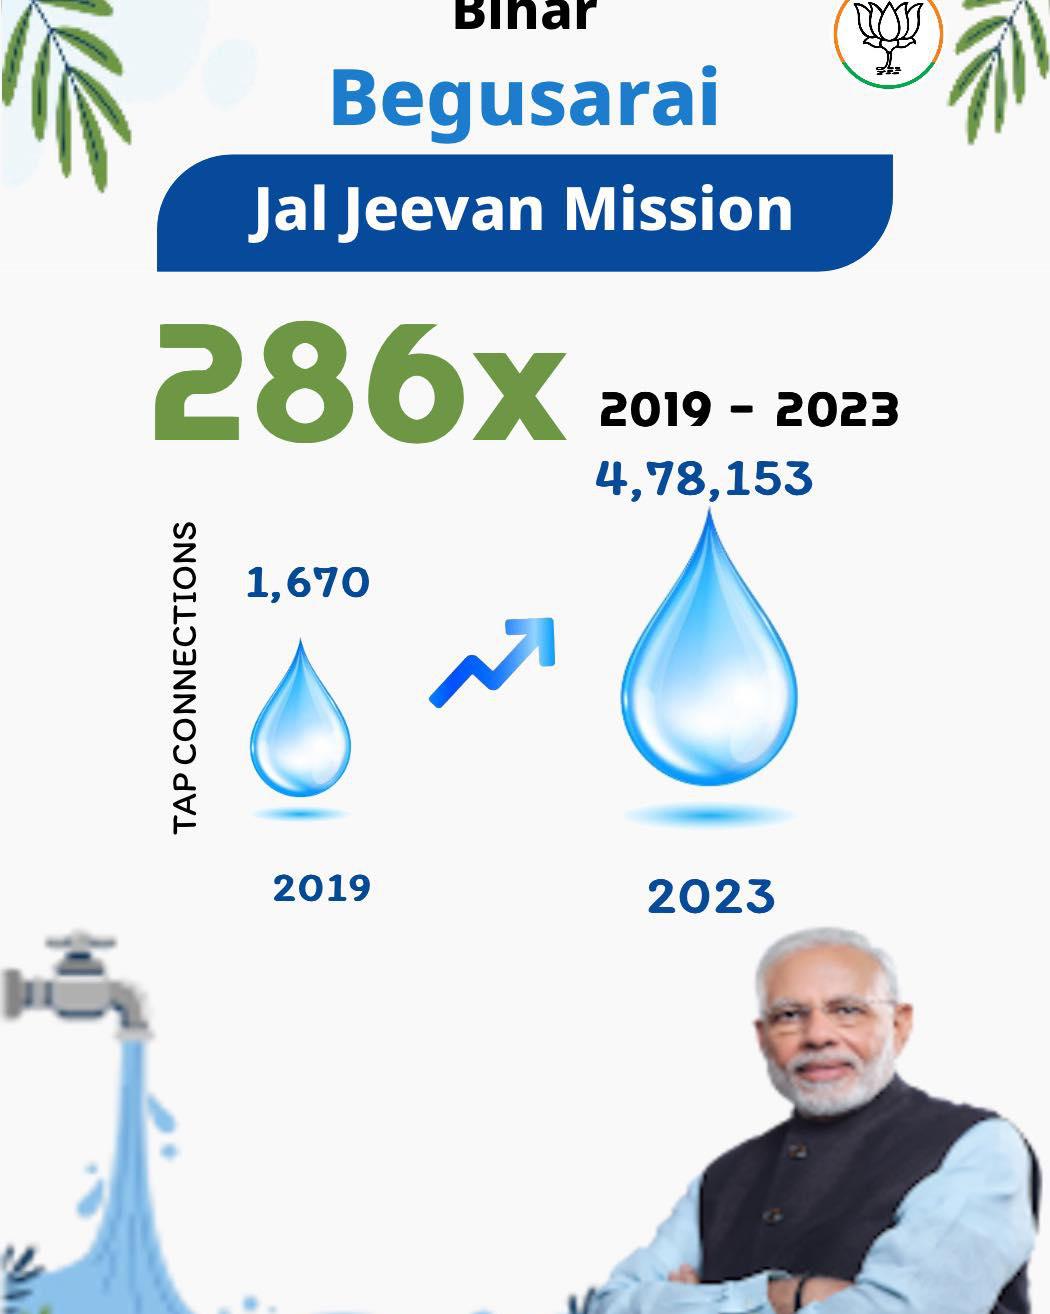 Bihar
Begusarai
Jal Jeevan Mission
286x
2019 - 2023
4,78,153
1,670
TAP CONNECTIONS
2019
2023